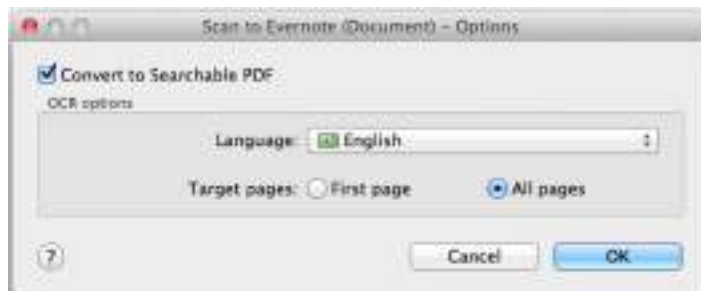 Scan to Evernote (Document) – Options
Convert to Searchable PDF
OCR options
Language: English
Target pages: First page All pages
? Cancel OK